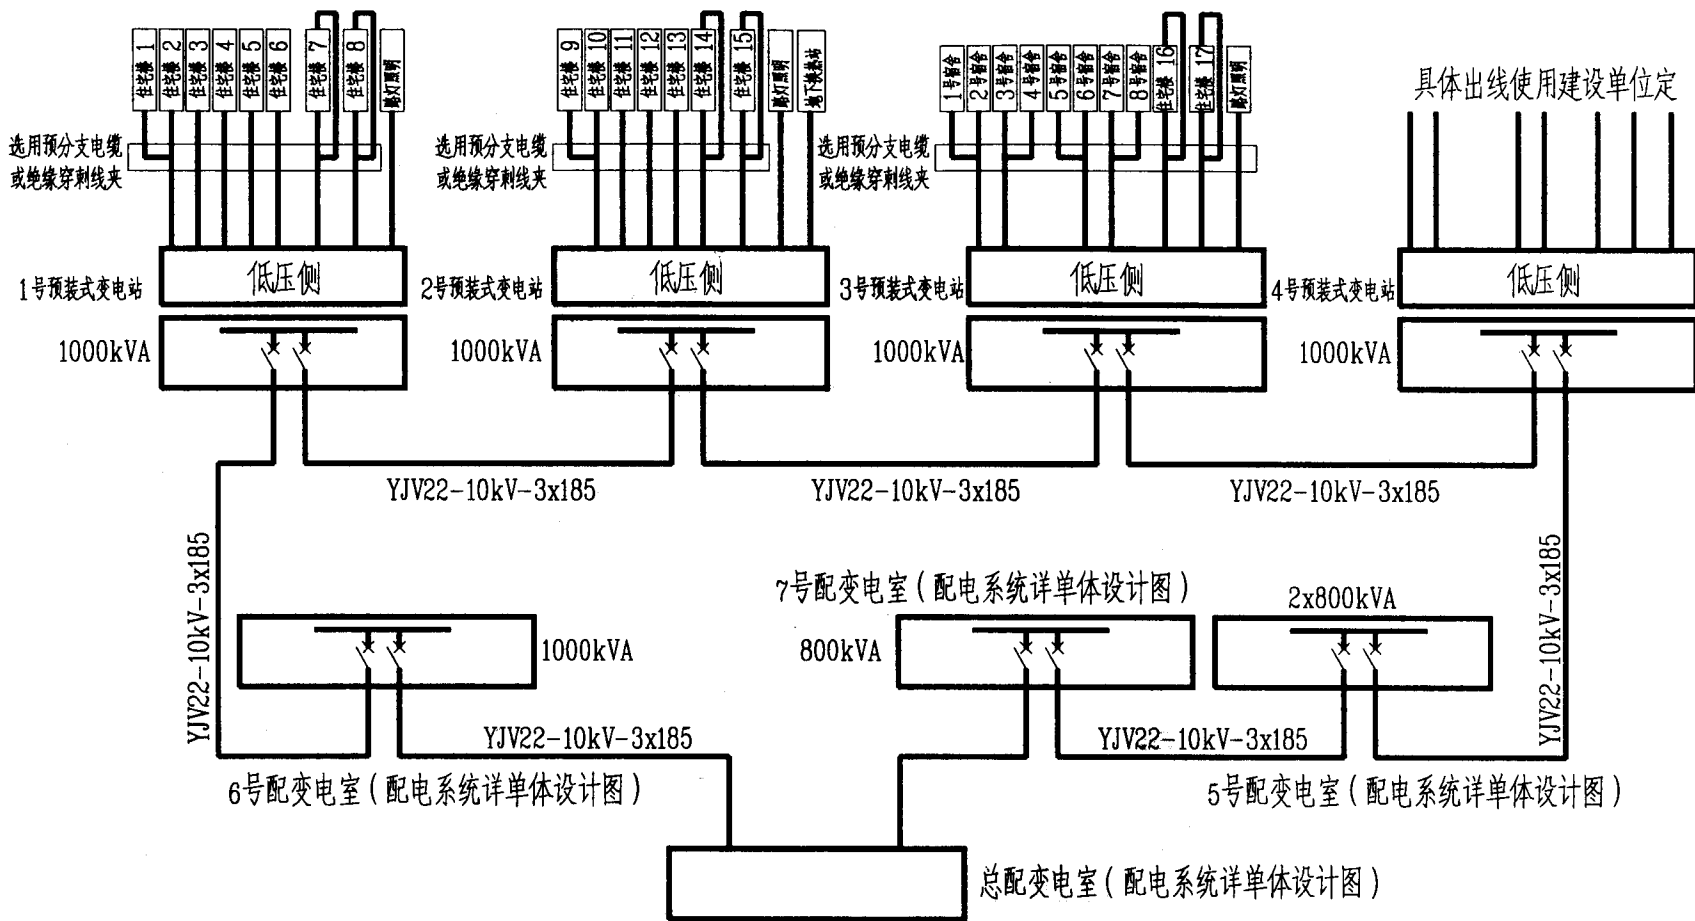 住宅楼 1
住宅楼 2
住宅楼 3
住宅楼 4
住宅楼 5
住宅楼 6
住宅楼 7
住宅楼 8
路灯照明
住宅楼 9
住宅楼 10
住宅楼 11
住宅楼 12
住宅楼 13
住宅楼 14
住宅楼 15
路灯照明
地下换热站
1号宿舍
2号宿舍
3号宿舍
4号宿舍
5号宿舍
6号宿舍
7号宿舍
8号宿舍
住宅楼 16
住宅楼 17
路灯照明
具体出线使用建设单位定
选用预分支电缆
或绝缘穿刺线夹
选用预分支电缆
或绝缘穿刺线夹
选用预分支电缆
或绝缘穿刺线夹
1号预装式变电站
低压侧
2号预装式变电站
低压侧
3号预装式变电站
低压侧
4号预装式变电站
低压侧
1000kVA
1000kVA
1000kVA
1000kVA
YJV22-10kV-3x185
YJV22-10kV-3x185
YJV22-10kV-3x185
YJV22-10kV-3x185
YJV22-10kV-3x185
7号配变电室(配电系统详单体设计图)
2x800kVA
1000kVA
800kVA
YJV22-10kV-3x185
YJV22-10kV-3x185
6号配变电室(配电系统详单体设计图)
5号配变电室(配电系统详单体设计图)
总配变电室(配电系统详单体设计图)